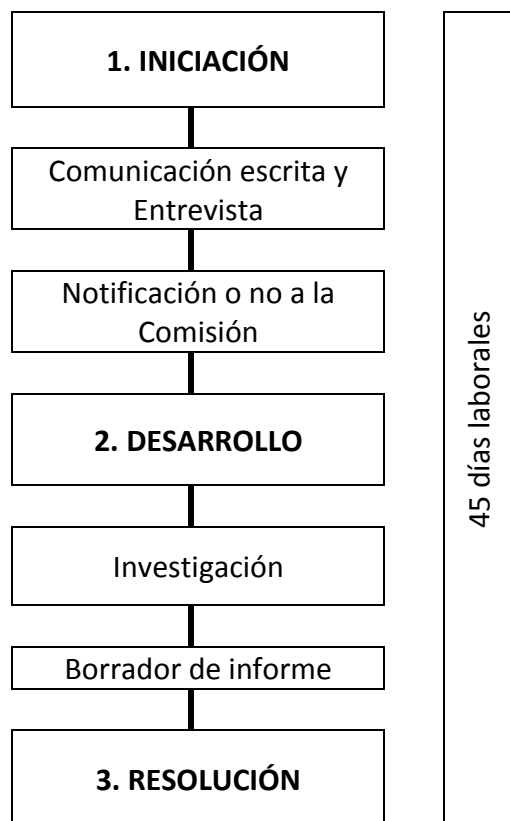 1. INICIACIÓN
Comunicación escrita y
Entrevista
Notificación o no a la
Comisión
2. DESARROLLO
Investigación
Borrador de informe
3. RESOLUCIÓN
45 días laborales